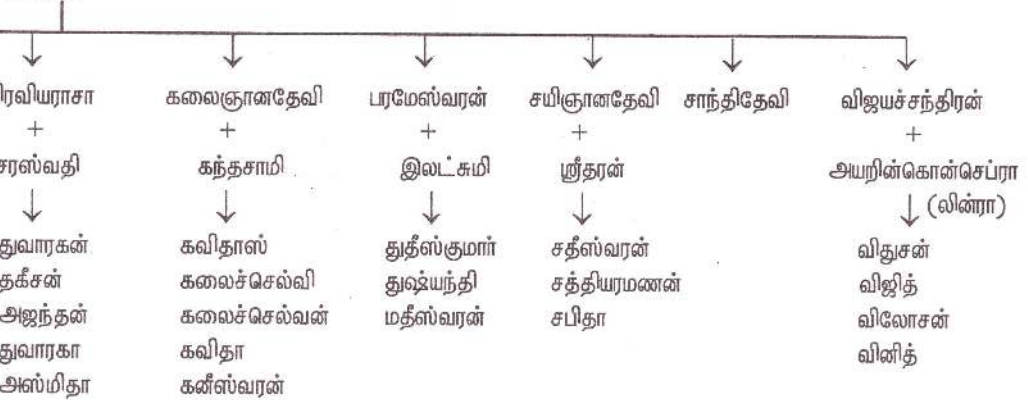 ரவியராசா கலைஞானதேவி பரமேஸ்வரன் சயிஞானதேவி சாந்திதேவி விஜயச்சந்திரன்
+ + + + +
சரஸ்வதி கந்தசாமி இலட்சுமி ஸ்ரீதரன் அயறின்கொன்செப்ரா
(லின்ரா)
துவாரகன் கவிதாஸ் துதீஸ்குமார் சதீஸ்வரன் விதுசன்
தகீசன் கலைச்செல்வி துஷ்யந்தி சத்தியரமணன் விஜித்
அஜந்தன் கலைச்செல்வன் மதீஸ்வரன் சபிதா விலோசன்
துவாரகா கவிதா வினித்
அஸ்மிதா கனீஸ்வரன்